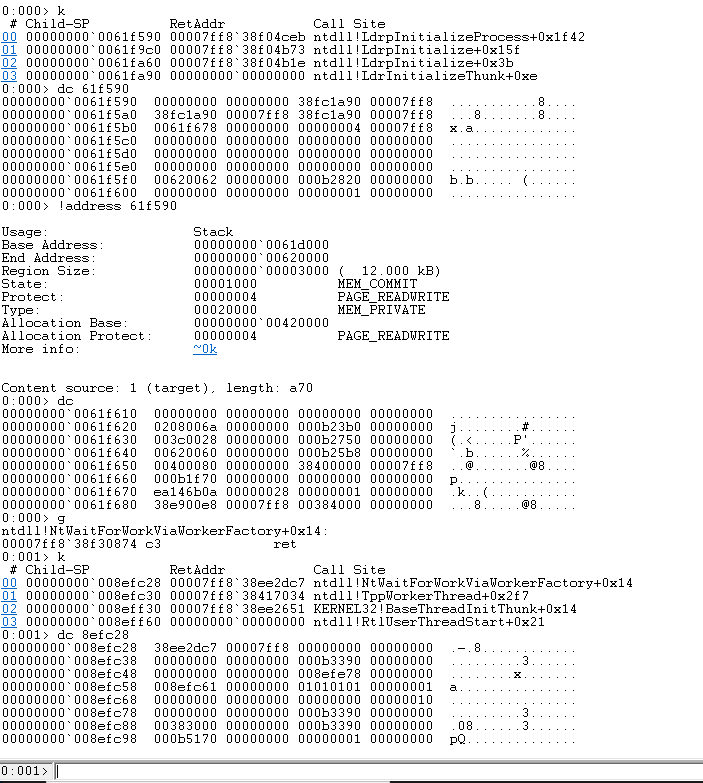 0:000> k
 # Child-SP          RetAddr           Call Site
00 00000000`0061f590 00007ff8`38f04ceb ntdll!LdrpInitializeProcess+0x1f42
01 00000000`0061f9c0 00007ff8`38f04b73 ntdll!LdrpInitialize+0x15f
02 00000000`0061fa60 00007ff8`38f04b1e ntdll!LdrpInitialize+0x3b
03 00000000`0061fa90 00000000`00000000 ntdll!LdrInitializeThunk+0xe
0:000> dc 61f590
00000000`0061f590  00000000 00000000 38fc1a90 00007ff8  ...........8....
00000000`0061f5a0  38fc1a90 00007ff8 38fc1a90 00007ff8  ...8.......8....
00000000`0061f5b0  0061f678 00000000 00000004 00007ff8  x.a.............
00000000`0061f5c0  00000000 00000000 00000000 00000000  ................
00000000`0061f5d0  00000000 00000000 00000000 00000000  ................
00000000`0061f5e0  00000000 00000000 00000000 00000000  ................
00000000`0061f5f0  00620062 00000000 000b2820 00000000  b.b..... (......
00000000`0061f600  00000000 00000000 00000001 00000000  ................
0:000> !address 61f590
Usage:                  Stack
Base Address:           00000000`0061d000
End Address:            00000000`00620000
Region Size:            00000000`00003000 (  12.000 kB)
State:                  00001000          MEM_COMMIT
Protect:                00000004          PAGE_READWRITE
Type:                   00020000          MEM_PRIVATE
Allocation Base:        00000000`00420000
Allocation Protect:     00000004          PAGE_READWRITE
More info:              ~0k
Content source: 1 (target), length: a70
0:000> dc
00000000`0061f610  00000000 00000000 00000000 00000000  ................
00000000`0061f620  0208006a 00000000 000b23b0 00000000  j........#......
00000000`0061f630  003c0028 00000000 000b2750 00000000  (.<.....P'......
00000000`0061f640  00620060 00000000 000b25b8 00000000  `.b......%......
00000000`0061f650  00400080 00000000 38400000 00007ff8  ..@.......@8....
00000000`0061f660  000b1f70 00000000 00000000 00000000  p...............
00000000`0061f670  ea146b0a 00000028 00000001 00000000  .k..(...........
00000000`0061f680  38e900e8 00007ff8 00384000 00000000  ...8.....@8.....
0:000> g
ntdll!NtWaitForWorkViaWorkerFactory+0x14:
00007ff8`38f30874 c3              ret
0:001> k
 # Child-SP          RetAddr           Call Site
00 00000000`008efc28 00007ff8`38ee2dc7 ntdll!NtWaitForWorkViaWorkerFactory+0x14
01 00000000`008efc30 00007ff8`38417034 ntdll!TppWorkerThread+0x2f7
02 00000000`008eff30 00007ff8`38ee2651 KERNEL32!BaseThreadInitThunk+0x14
03 00000000`008eff60 00000000`00000000 ntdll!RtlUserThreadStart+0x21
0:001> dc 8efc28
00000000`008efc28  38ee2dc7 00007ff8 00000000 00000000  .-.8............
00000000`008efc38  00000000 00000000 000b3390 00000000  .........3......
00000000`008efc48  00000000 00000000 008efe78 00000000  ........x.......
00000000`008efc58  008efc61 00000000 01010101 00000001  a...............
00000000`008efc68  00000000 00000000 00000010 00000000  ................
00000000`008efc78  00000000 00000000 000b3390 00000000  .........3......
00000000`008efc88  00383000 00000000 000b3390 00000000  .08......3......
00000000`008efc98  000b5170 00000000 00000001 00000000  pQ..............
0:001>